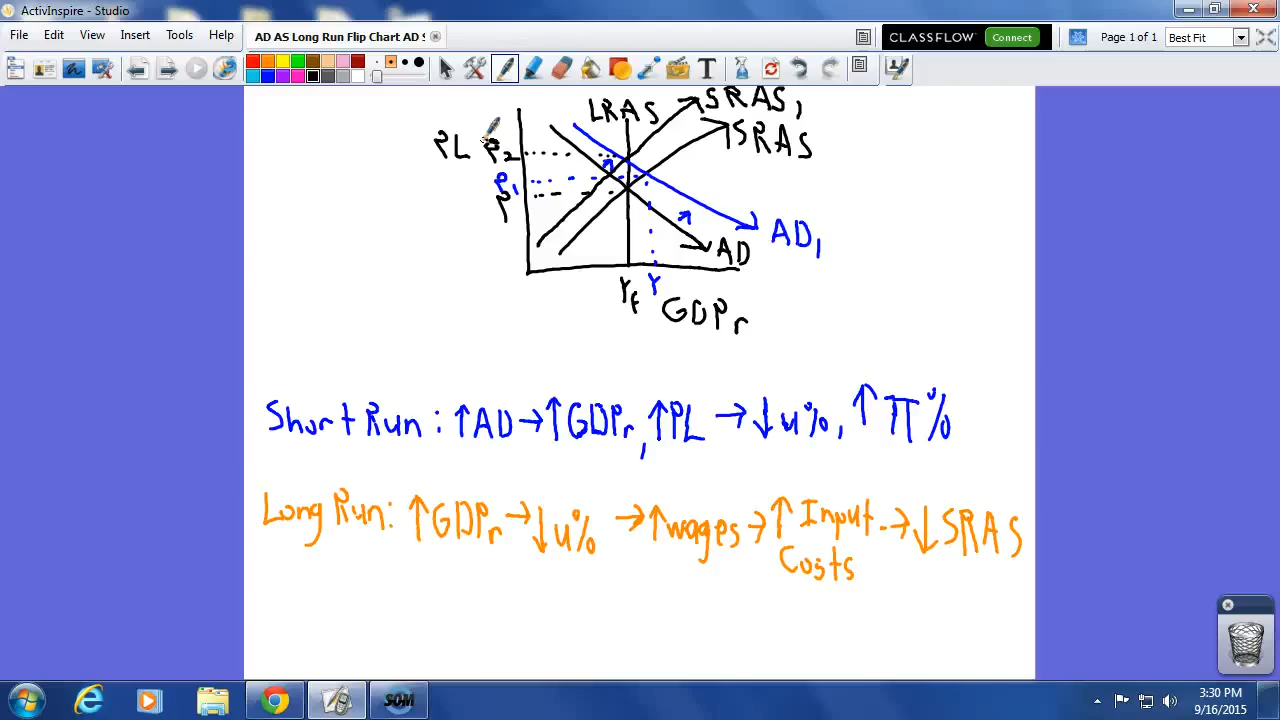 ActivInspire - Studio
File Edit View Insert Tools Help
AD AS Long Run Flip Chart AD S
CLASSFLOW Connect
Page 1 of 1
Best Fit
LRAS
SRAS1
SRAS
PL P2
P1
P
AD
AD1
YF Y
GDPr
Short Run: ↑AD→↑GDPr, ↑PL →↓u%, ↑π%
Long Run: ↑GDPr→↓u% →↑wages→↑Input Costs→↓SRAS
SOM
3:30 PM
9/16/2015